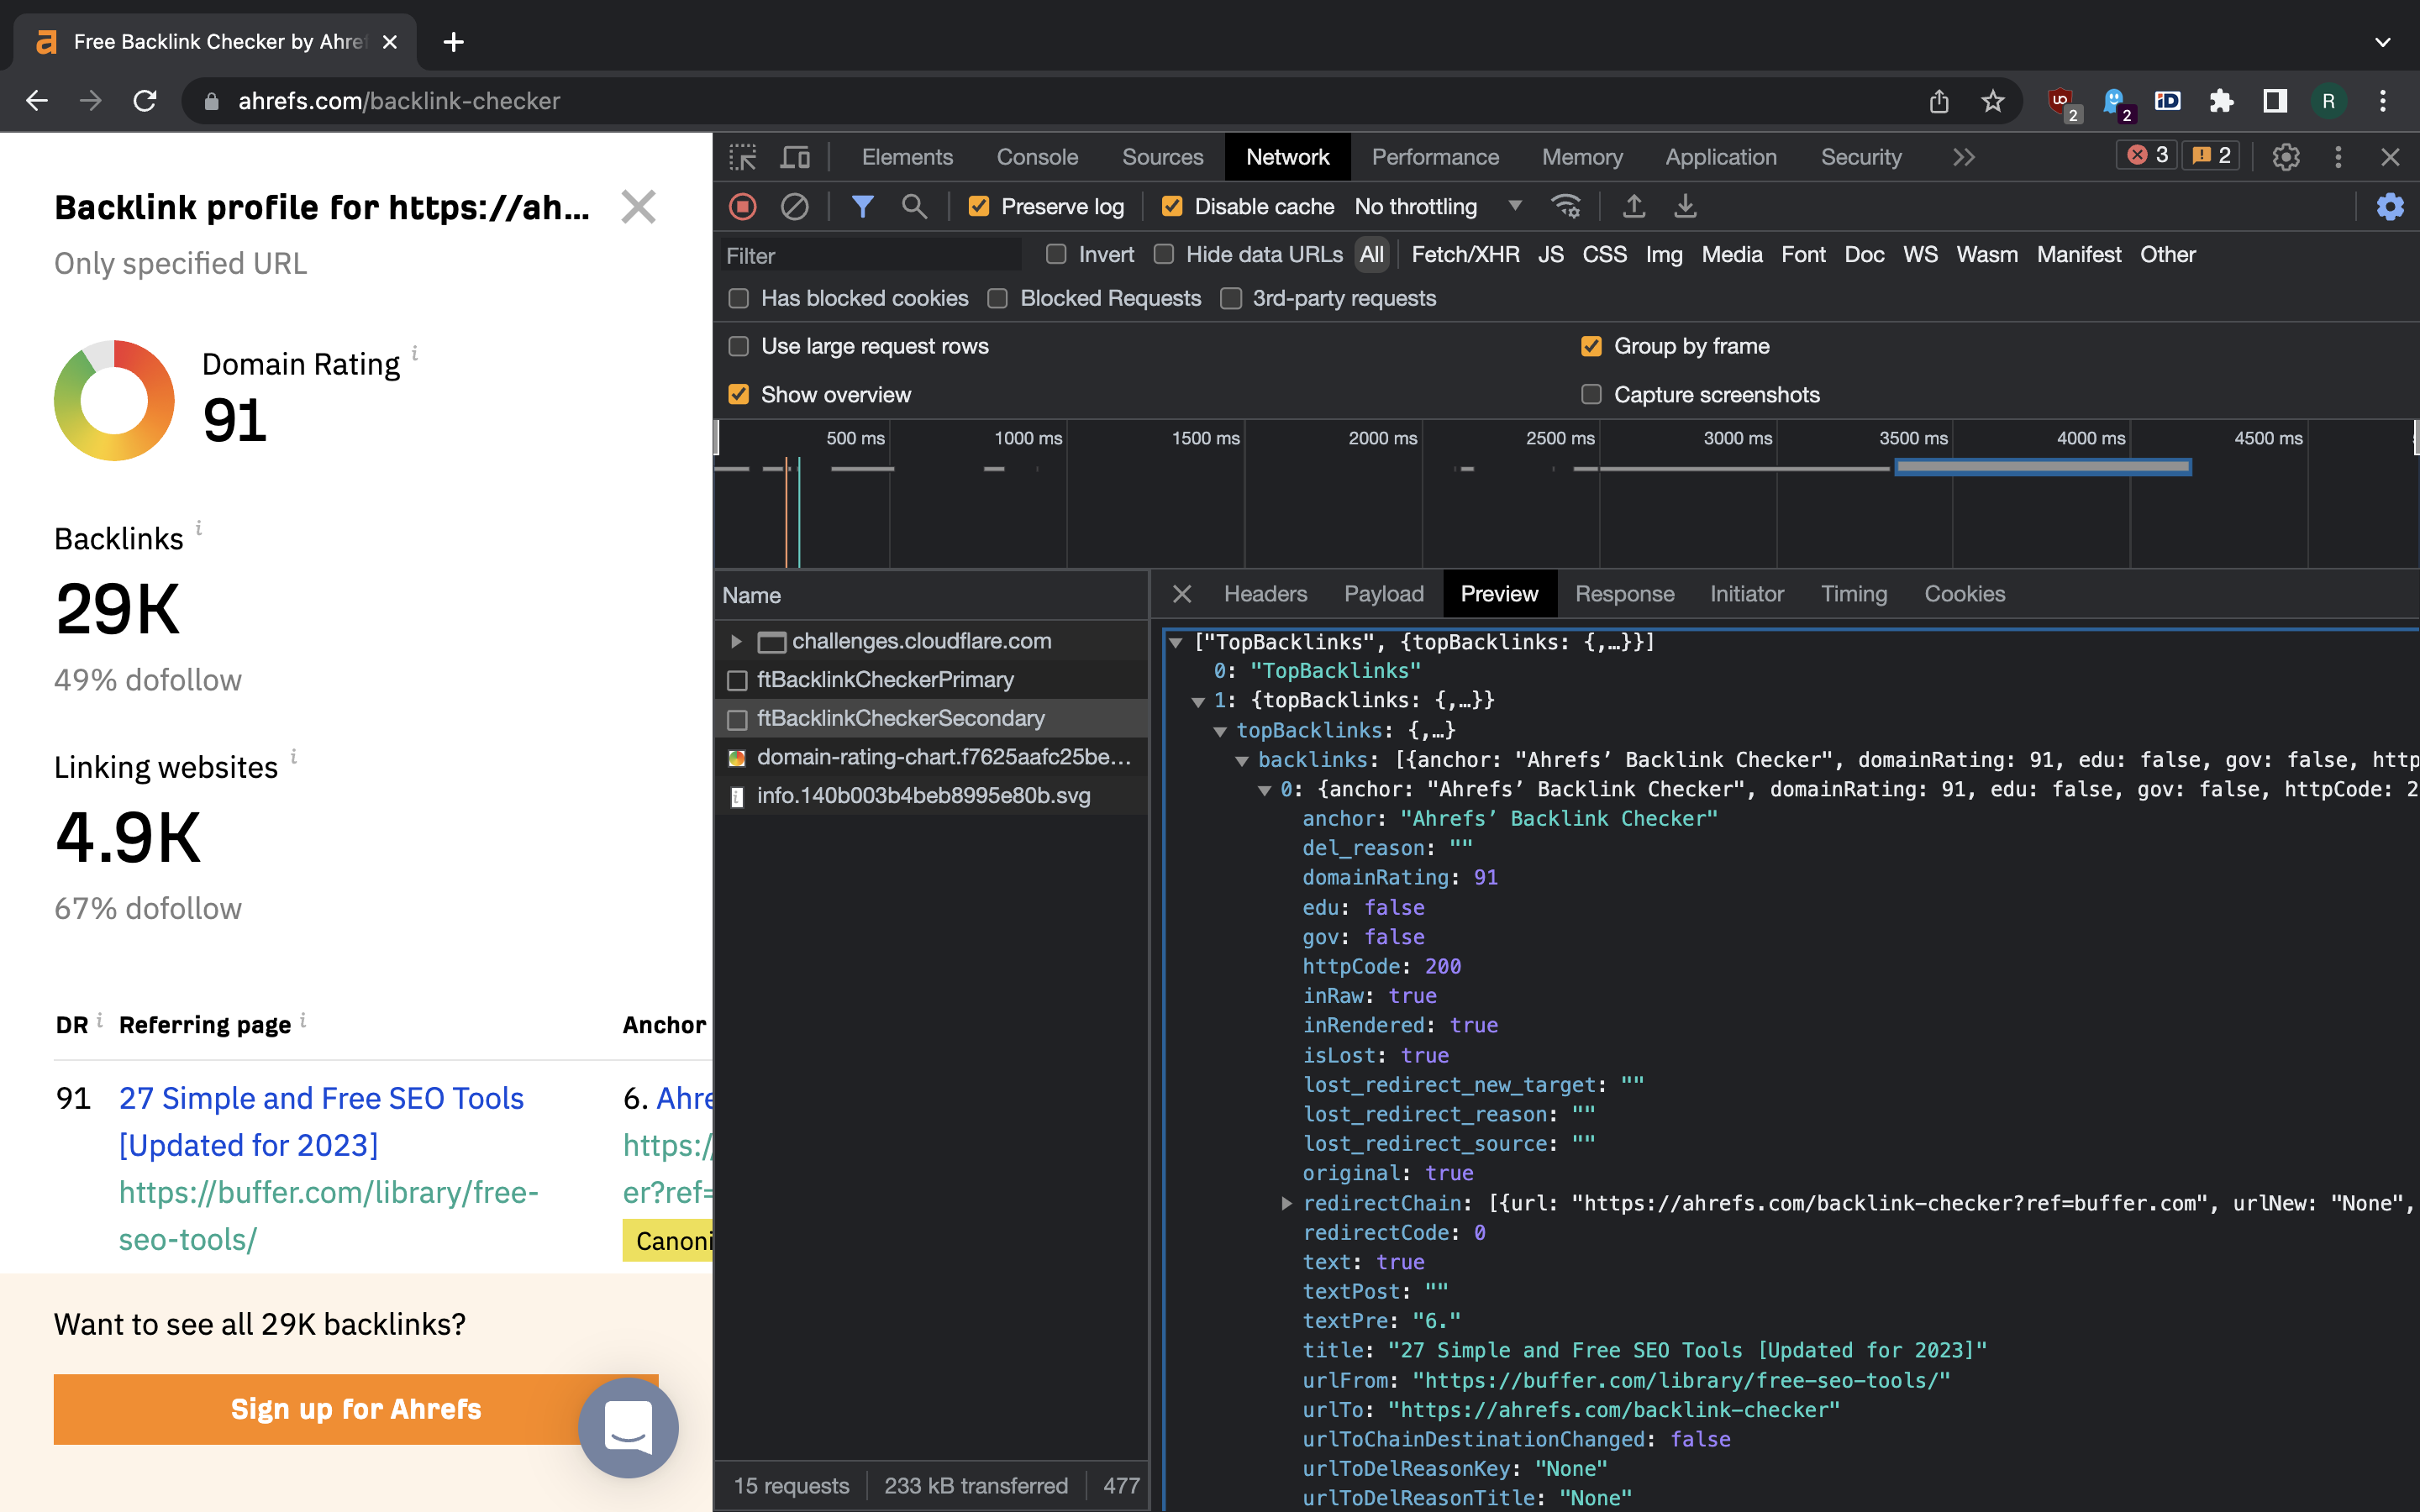 Free Backlink Checker by Ahref
ahrefs.com/backlink-checker
2
2
R
Backlink profile for https://ah...
Only specified URL
Domain Rating i
91
Backlinks i
29K
49% dofollow
Linking websites i
4.9K
67% dofollow
DR i Referring page i Anchor
91 27 Simple and Free SEO Tools 6. Ahre
[Updated for 2023] https://
https://buffer.com/library/free- er?ref=
seo-tools/ Canoni
Want to see all 29K backlinks?
Sign up for Ahrefs
Elements Console Sources Network Performance Memory Application Security 3 2
Preserve log Disable cache No throttling
Filter Invert Hide data URLs All Fetch/XHR JS CSS Img Media Font Doc WS Wasm Manifest Other
Has blocked cookies Blocked Requests 3rd-party requests
Use large request rows Group by frame
Show overview Capture screenshots
500 ms 1000 ms 1500 ms 2000 ms 2500 ms 3000 ms 3500 ms 4000 ms 4500 ms
Name
challenges.cloudflare.com
ftBacklinkCheckerPrimary
ftBacklinkCheckerSecondary
domain-rating-chart.f7625aafc25be...
info.140b003b4beb8995e80b.svg
15 requests 233 kB transferred 477
Headers Payload Preview Response Initiator Timing Cookies
["TopBacklinks", {topBacklinks: {,…}}]
0: "TopBacklinks"
1: {topBacklinks: {,…}}
topBacklinks: {,…}
backlinks: [{anchor: "Ahrefs’ Backlink Checker", domainRating: 91, edu: false, gov: false, http
0: {anchor: "Ahrefs’ Backlink Checker", domainRating: 91, edu: false, gov: false, httpCode: 2
anchor: "Ahrefs’ Backlink Checker"
del_reason: ""
domainRating: 91
edu: false
gov: false
httpCode: 200
inRaw: true
inRendered: true
isLost: true
lost_redirect_new_target: ""
lost_redirect_reason: ""
lost_redirect_source: ""
original: true
redirectChain: [{url: "https://ahrefs.com/backlink-checker?ref=buffer.com", urlNew: "None",
redirectCode: 0
text: true
textPost: ""
textPre: "6."
title: "27 Simple and Free SEO Tools [Updated for 2023]"
urlFrom: "https://buffer.com/library/free-seo-tools/"
urlTo: "https://ahrefs.com/backlink-checker"
urlToChainDestinationChanged: false
urlToDelReasonKey: "None"
urlToDelReasonTitle: "None"